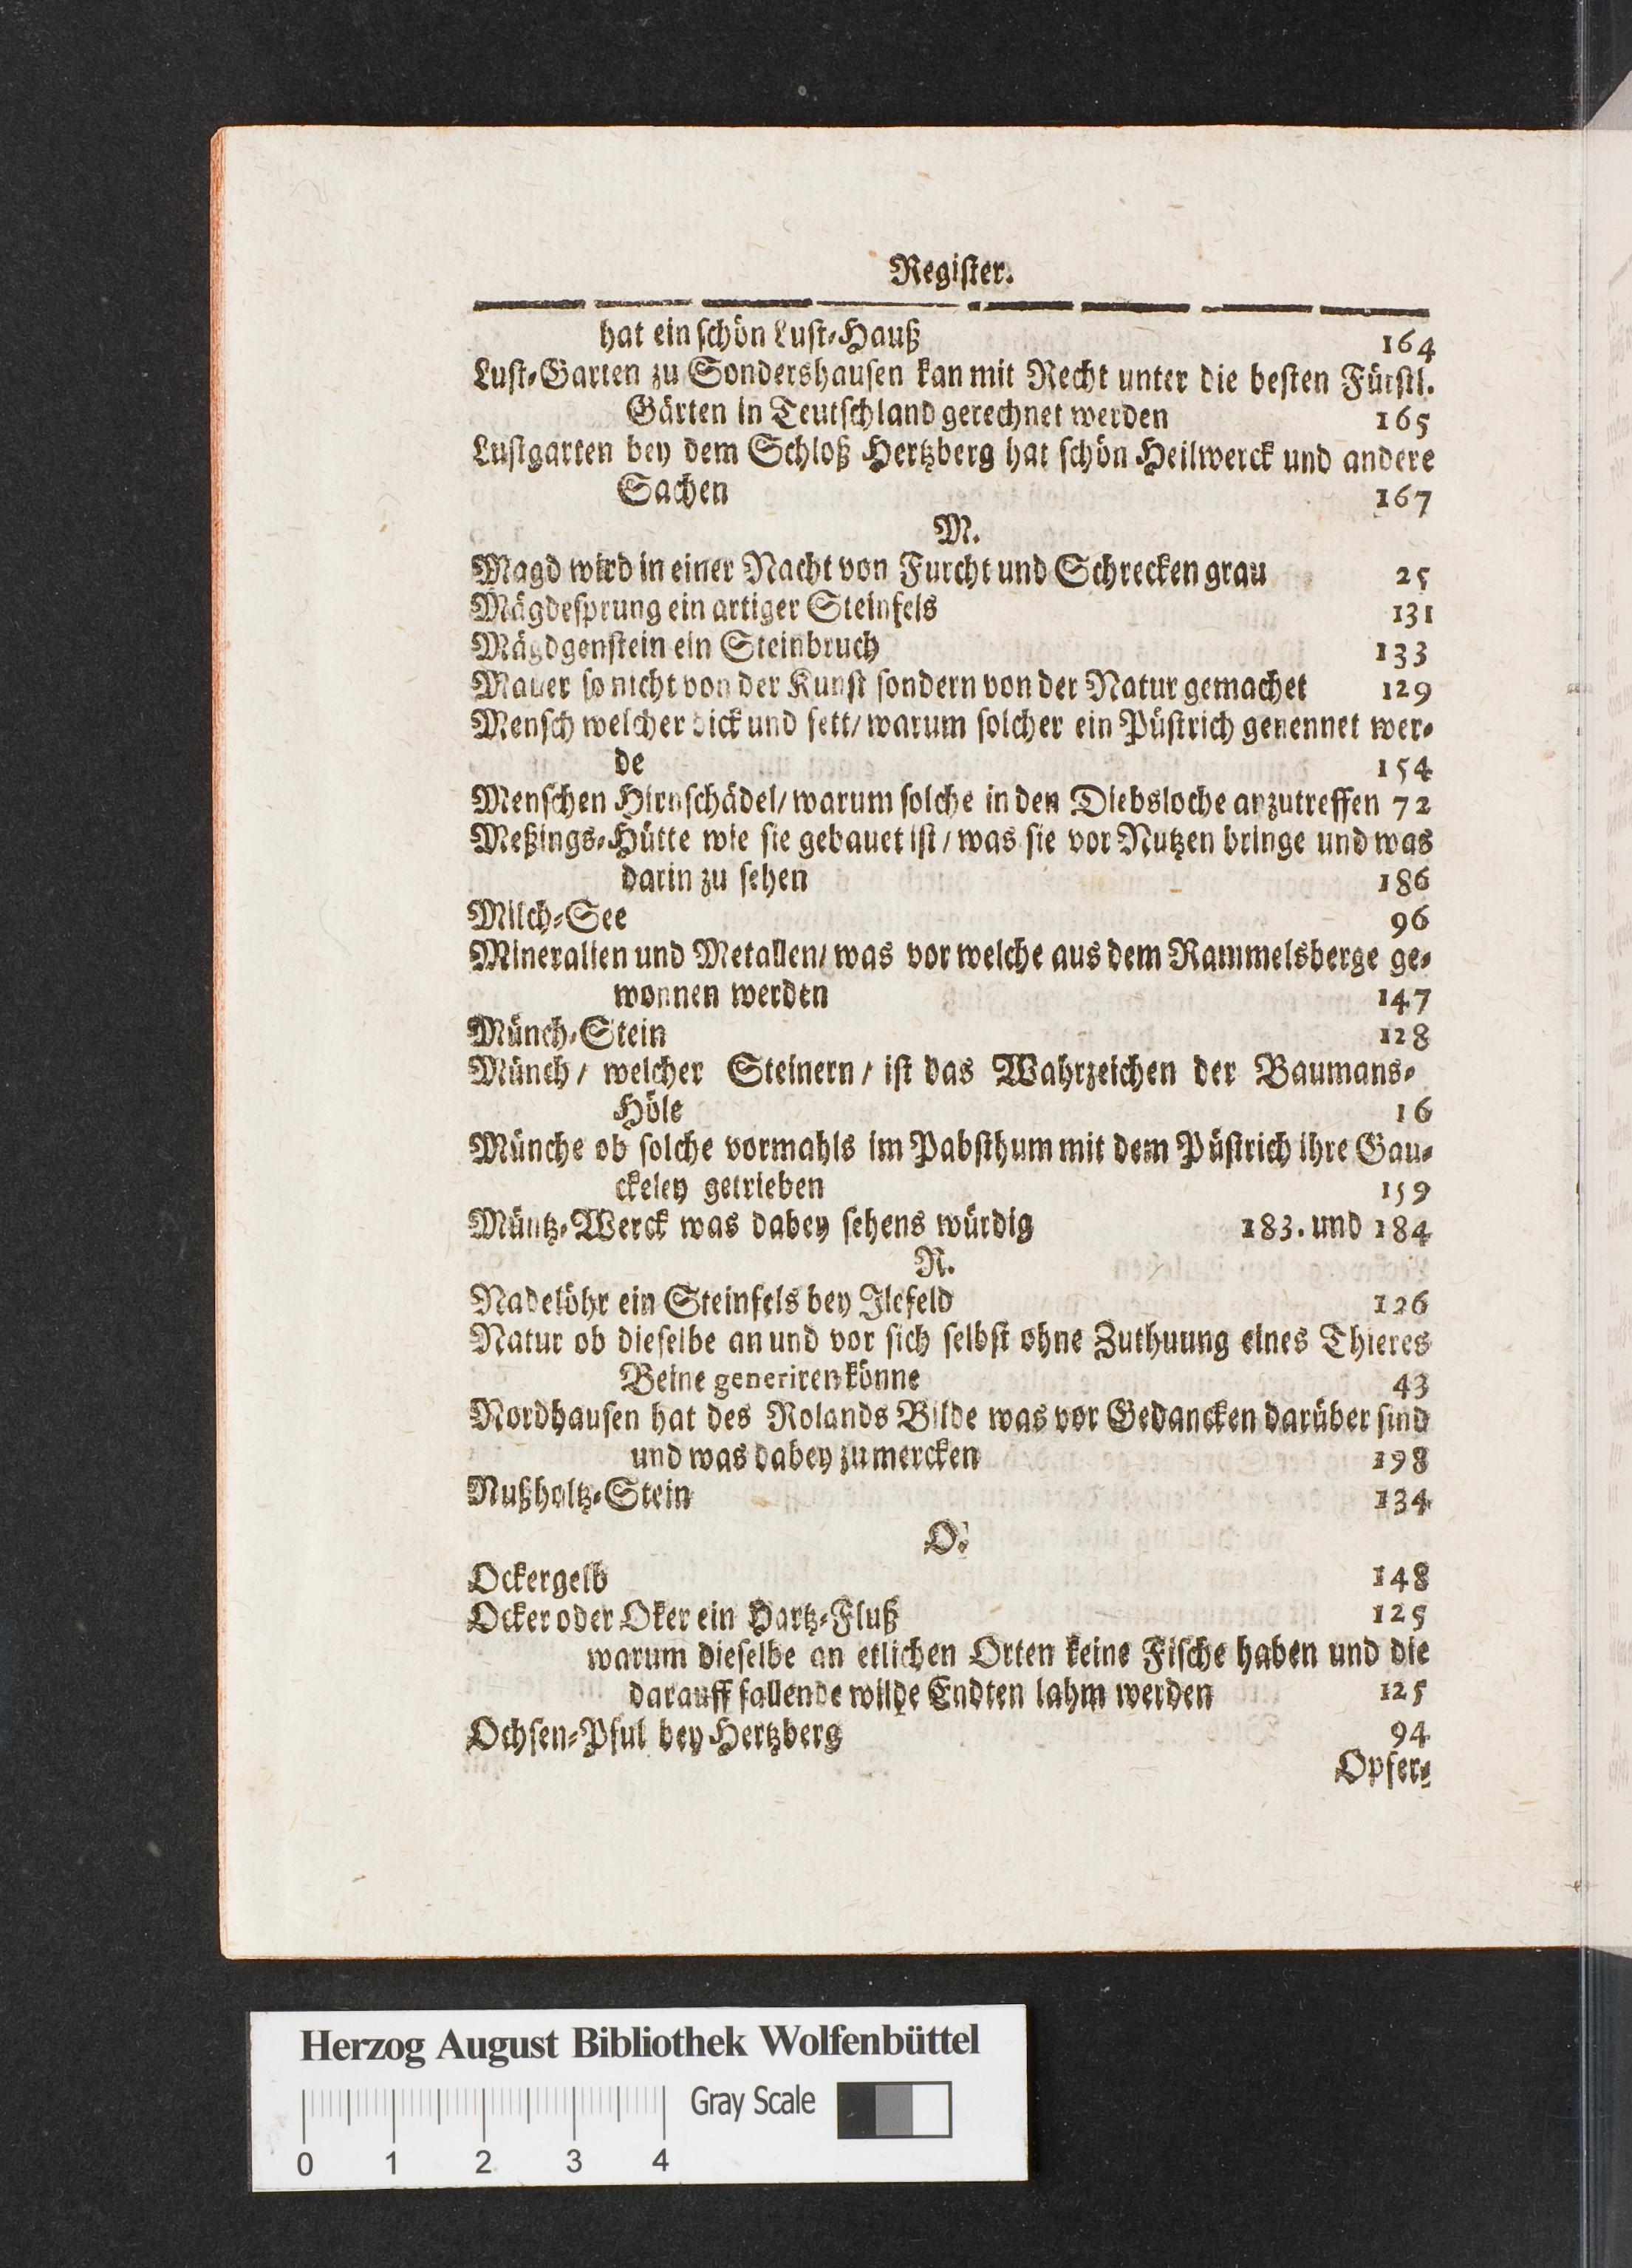 Register.
hat ein schön Lust-Hauß 164
Lust-Garten zu Sondershausen kan mit Recht unter die besten Fürstl.
Gärten in Teutschland gerechnet werden 165
Lustgarten bey dem Schloß Hertzberg hat schön Heilwerck und andere
Sachen 167
M.
Magd wird in einer Nacht von Furcht und Schrecken grau 25
Mägdesprung ein artiger Steinfels 131
Mägdgenstein ein Steinbruch 133
Mauer so nicht von der Kunst sondern von der Natur gemachet 129
Mensch welcher dick und fett/ warum solcher ein Püstrich genennet wer-
de 154
Menschen Hirnschädel/ warum solche in den Diebsloche anzutreffen 72
Meßings-Hütte wie sie gebauet ist/ was sie vor Nutzen bringe und was
darin zu sehen 186
Milch-See 96
Mineralien und Metallen/ was vor welche aus dem Rammelsberge ge-
wonnen werden 147
Münch-Stein 128
Münch/ welcher Steinern/ ist das Wahrzeichen der Baumans-
Höle 16
Münche ob solche vormahls im Pabsthum mit dem Püstrich ihre Gau-
ckeley getrieben 159
Müntz-Werck was dabey sehens würdig 183. und 184
N.
Nadelöhr ein Steinfels bey Ilefeld 126
Natur ob dieselbe an und vor sich selbst ohne Zuthuung eines Thieres
Beine generiren könne 43
Nordhausen hat des Rolands Bilde was vor Gedancken darüber sind
und was dabey zu mercken 198
Nußholtz-Stein 134
O.
Ockergelb 148
Ocker oder Oker ein Hartz-Fluß 125
warum dieselbe an etlichen Orten keine Fische haben und die
darauff fallende wilde Endten lahm werden 125
Ochsen-Pful bey Hertzberg 94
Opfer-
Herzog August Bibliothek Wolfenbüttel
Gray Scale
0 1 2 3 4